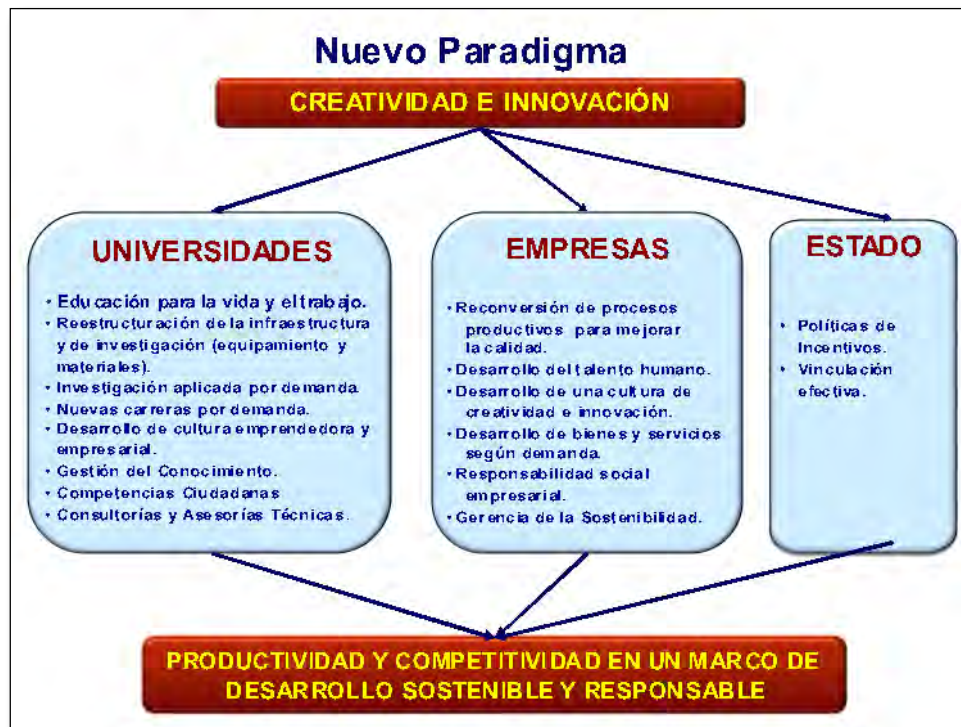 Nuevo Paradigma
CREATIVIDAD E INNOVACIÓN
UNIVERSIDADES
• Educación para la vida y el trabajo.
• Reestructuración de la infraestructura
y de investigación (equipamiento y
materiales).
• Investigación aplicada por demanda
• Nuevas carreras por demanda.
• Desarrollo de cultura emprendedora y
empresarial.
• Gestión del Conocimiento.
• Competencias Ciudadanas
• Consultorías y Asesorías Técnicas.
EMPRESAS
• Reconversión de procesos
productivos para mejorar
la calidad.
• Desarrollo del talento humano.
• Desarrollo de una cultura de
creatividad e innovación.
• Desarrollo de bienes y servicios
según demanda.
• Responsabilidad social
empresarial.
• Gerencia de la Sostenibilidad.
ESTADO
• Políticas de
Incentivos.
• Vinculación
efectiva.
PRODUCTIVIDAD Y COMPETITIVIDAD EN UN MARCO DE
DESARROLLO SOSTENIBLE Y RESPONSABLE